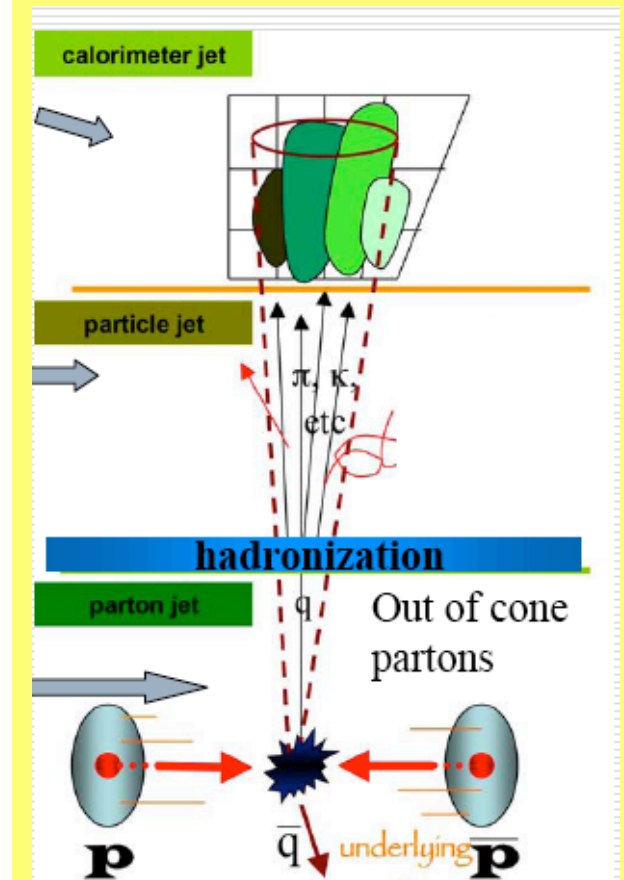 calorimeter jet
particle jet
π, κ,
etc
hadronization
parton jet
q
Out of cone
partons
q̅
underlying
p
p̅